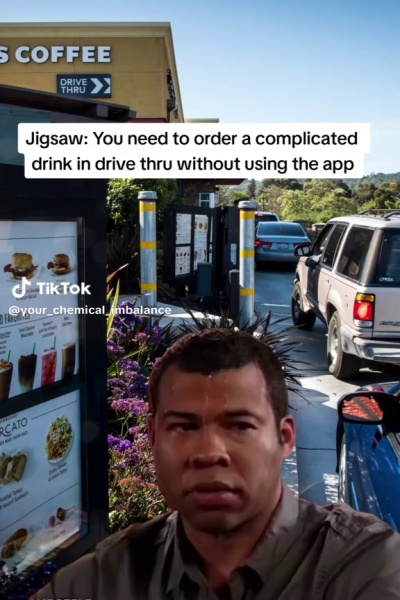 S COFFEE
DRIVE
THRU
Jigsaw: You need to order a complicated
drink in drive thru without using the app
TikTok
@your_chemical_imbalance